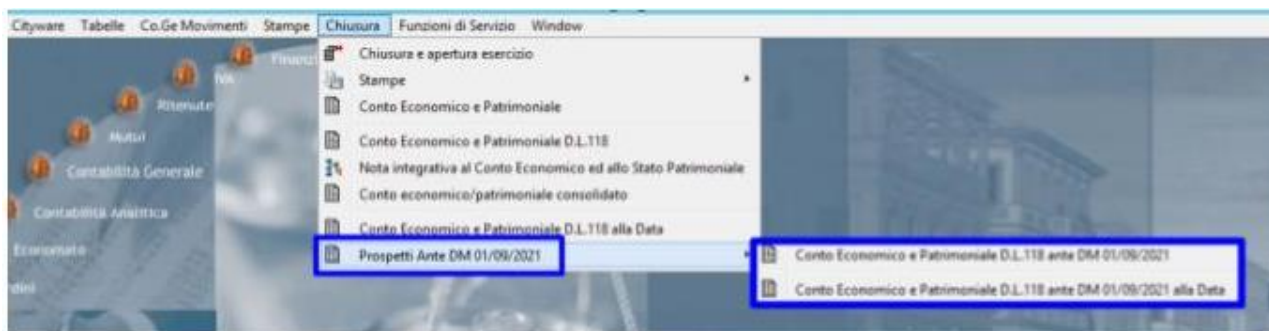 Cityware Tabelle Co.Ge Movimenti Stampe Chiusura Funzioni di Servizio Window
Chiusura e apertura esercizio
Stampe
Conto Economico e Patrimoniale
Conto Economico e Patrimoniale D.L.118
Nota integrativa al Conto Economico ed allo Stato Patrimoniale
Conto economico/patrimoniale consolidato
Conto Economico e Patrimoniale D.L.118 alla Data
Prospetti Ante DM 01/09/2021
Conto Economico e Patrimoniale D.L.118 ante DM 01/09/2021
Conto Economico e Patrimoniale D.L.118 ante DM 01/09/2021 alla Data
IVA
Ritenute
Mutui
Contabilità Generale
Contabilità Analitica
Economato